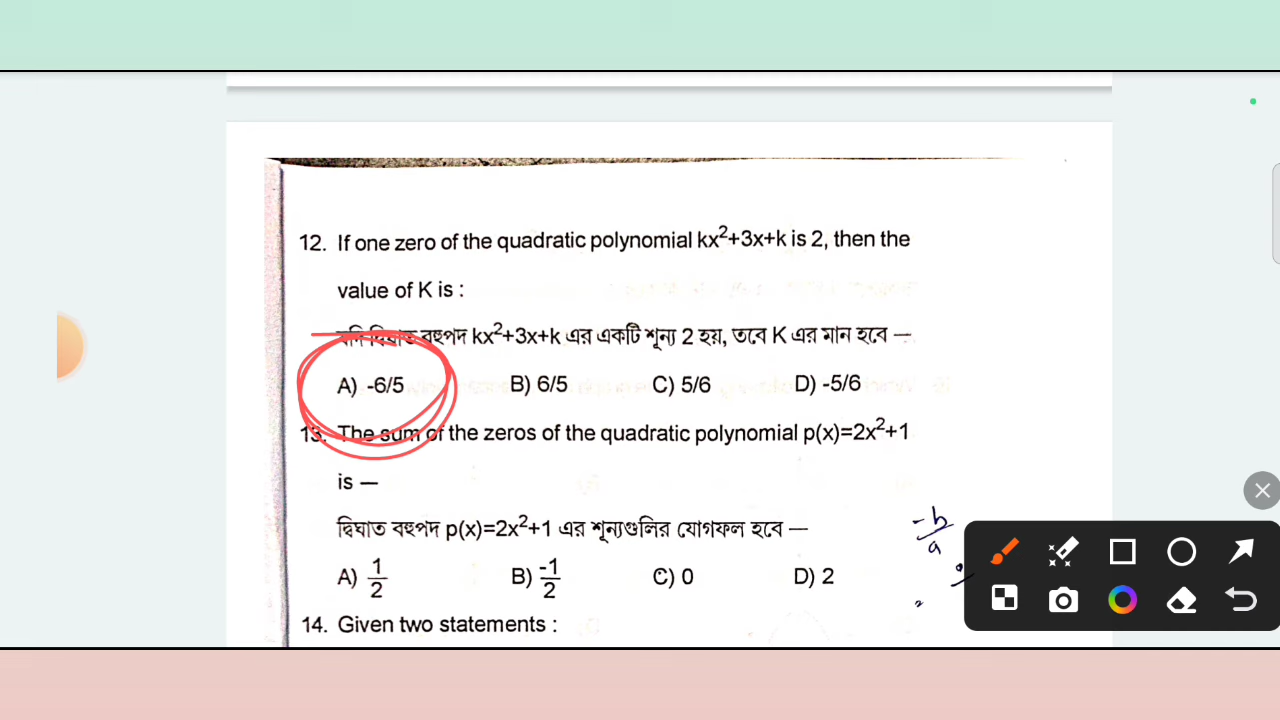 12. If one zero of the quadratic polynomial kx²+3x+k is 2, then the
value of K is :
যদি দ্বিঘাত বহুপদ kx²+3x+k এর একটি শূন্য 2 হয়, তবে K এর মান হবে —
A) -6/5 B) 6/5 C) 5/6 D) -5/6
13. The sum of the zeros of the quadratic polynomial p(x)=2x²+1
is —
দ্বিঘাত বহুপদ p(x)=2x²+1 এর শূন্যগুলির যোগফল হবে —
-b/a
A) 1/2 B) -1/2 C) 0 D) 2
14. Given two statements :